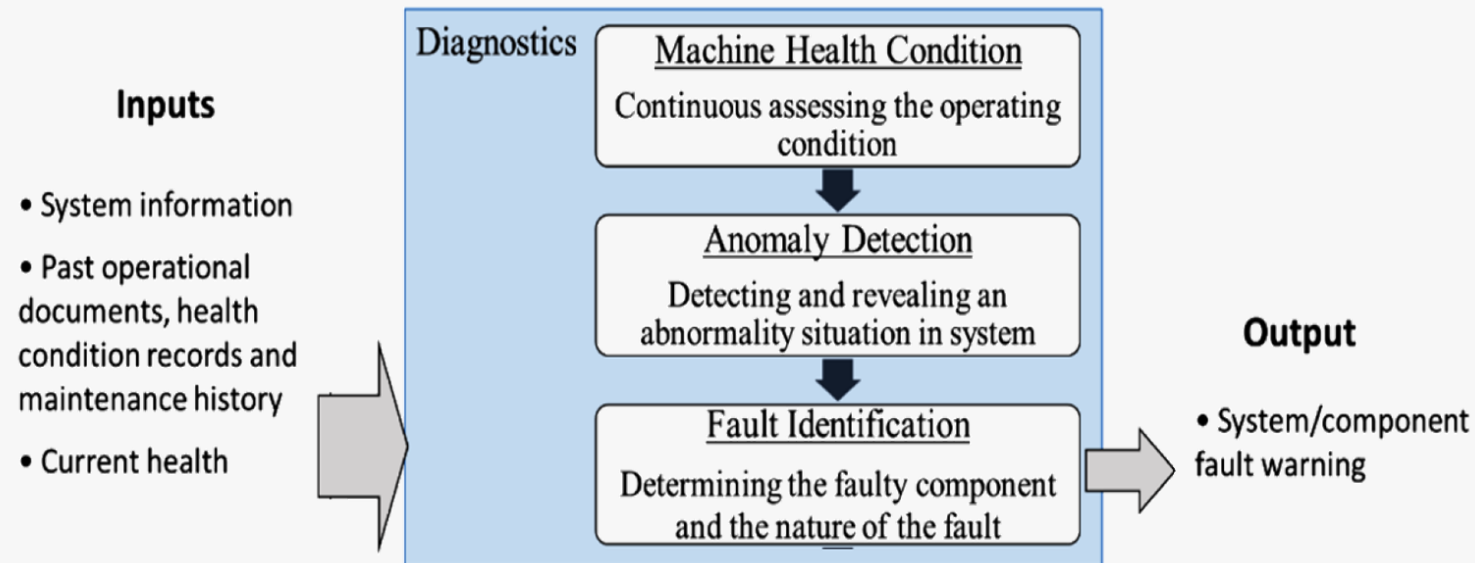 Inputs
• System information
• Past operational
documents, health
condition records and
maintenance history
• Current health
Diagnostics
Machine Health Condition
Continuous assessing the operating
condition
Anomaly Detection
Detecting and revealing an
abnormality situation in system
Fault Identification
Determining the faulty component
and the nature of the fault
Output
• System/component
fault warning